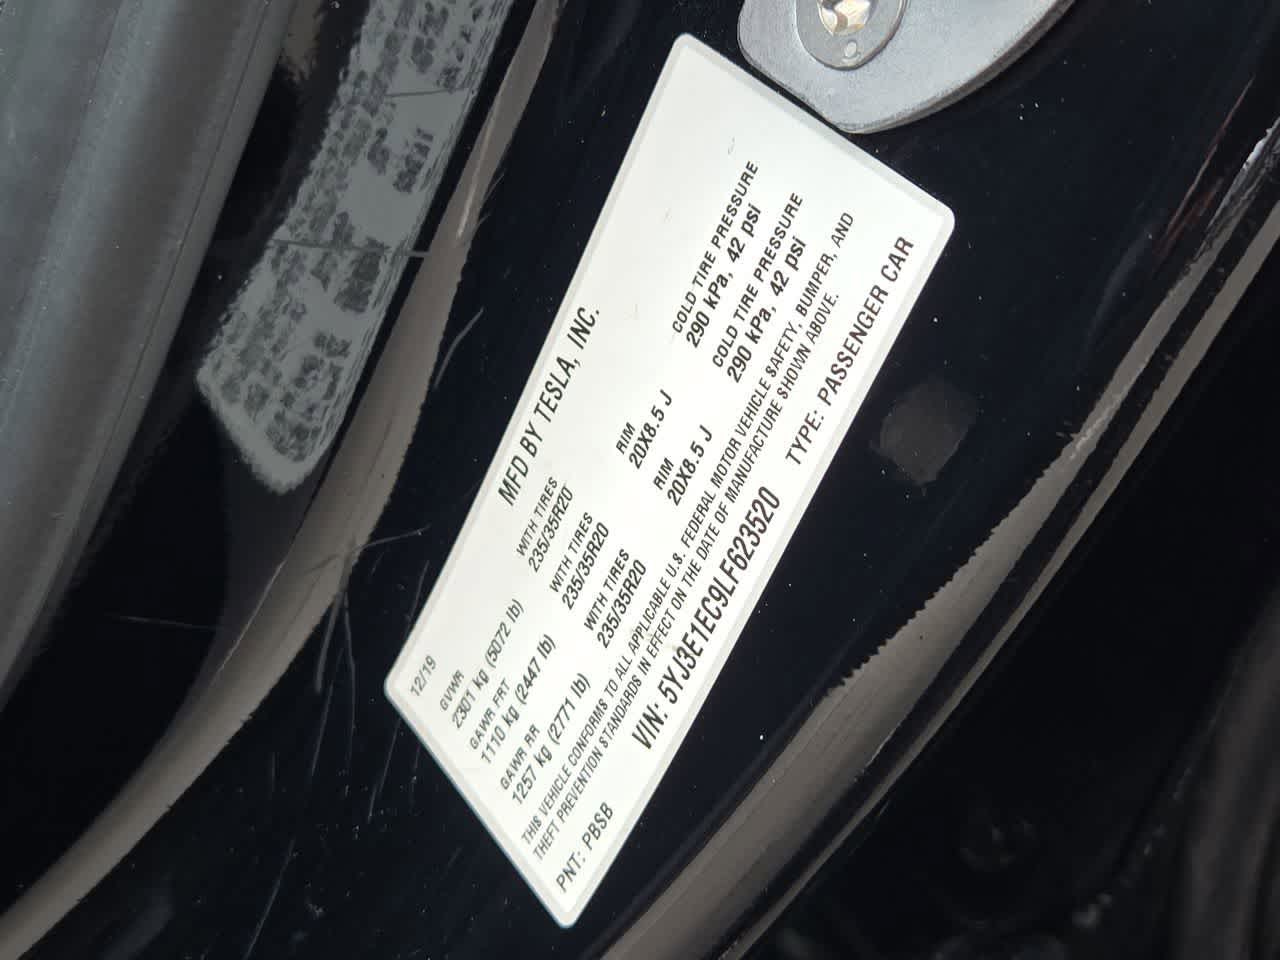 MFD BY TESLA, INC.
12/19
GVWR
2301 kg (5072 lb)
WITH TIRES
235/35R20
RIM
20X8.5 J
COLD TIRE PRESSURE
290 kPa, 42 psi
GAWR FRT
1110 kg (2447 lb)
WITH TIRES
235/35R20
RIM
20X8.5 J
COLD TIRE PRESSURE
290 kPa, 42 psi
GAWR RR
1257 kg (2771 lb)
WITH TIRES
235/35R20
THIS VEHICLE CONFORMS TO ALL APPLICABLE U.S. FEDERAL MOTOR VEHICLE SAFETY, BUMPER, AND
THEFT PREVENTION STANDARDS IN EFFECT ON THE DATE OF MANUFACTURE SHOWN ABOVE.
PNT: PBSB
VIN: 5YJ3E1EC9LF623520
TYPE: PASSENGER CAR